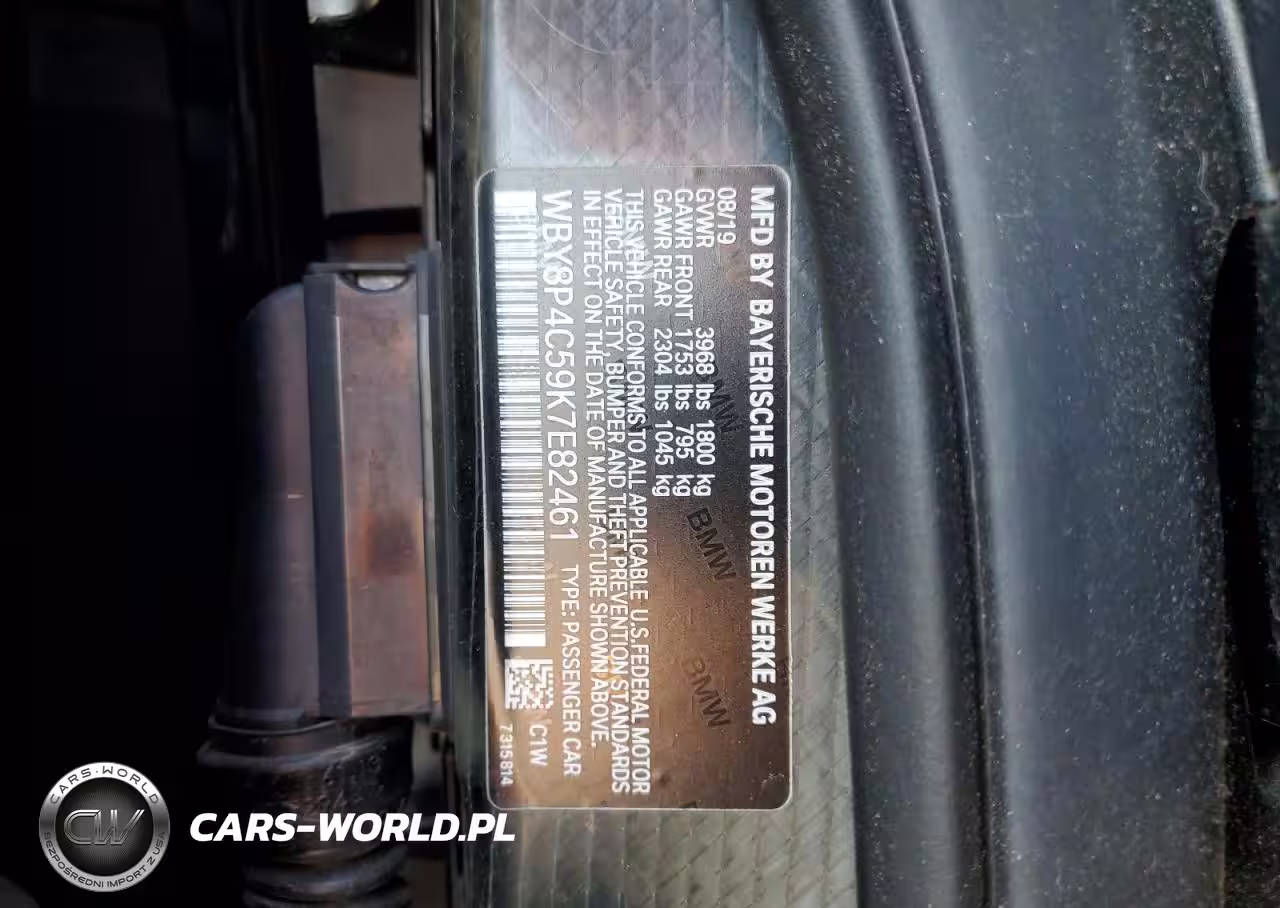 MFD BY BAYERISCHE MOTOREN WERKE AG
08/19
GVWR 3968 lbs 1800 kg
GAWR FRONT 1753 lbs 795 kg
GAWR REAR 2304 lbs 1045 kg
THIS VEHICLE CONFORMS TO ALL APPLICABLE U.S.FEDERAL MOTOR
VEHICLE SAFETY, BUMPER AND THEFT PREVENTION STANDARDS
IN EFFECT ON THE DATE OF MANUFACTURE SHOWN ABOVE.
WBXY8P4C59K7E82461 TYPE: PASSENGER CAR
C1W
7315814
BMW
BMW
BMW
CARS-WORLD
CW
BEZPOŚREDNI IMPORT Z USA
CARS-WORLD.PL